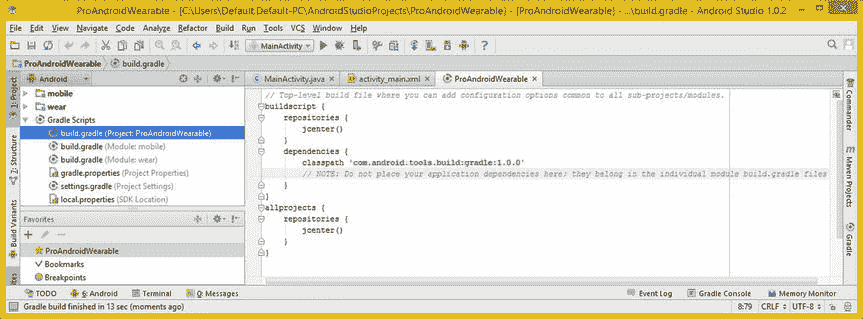 ProAndroidWearable - [C:\Users\Default.Default-PC\AndroidStudioProjects\ProAndroidWearable] - [ProAndroidWearable] - ...\build.gradle - Android Studio 1.0.2
File Edit View Navigate Code Analyze Refactor Build Run Tools VCS Window Help
MainActivity
ProAndroidWearable build.gradle
Android
MainActivity.java activity_main.xml ProAndroidWearable
mobile
wear
Gradle Scripts
build.gradle (Project: ProAndroidWearable)
build.gradle (Module: mobile)
build.gradle (Module: wear)
gradle.properties (Project Properties)
settings.gradle (Project Settings)
local.properties (SDK Location)
Favorites
ProAndroidWearable
Bookmarks
Breakpoints
1: Project
7: Structure
Build Variants
// Top-level build file where you can add configuration options common to all sub-projects/modules.
buildscript {
repositories {
jcenter()
}
dependencies {
classpath 'com.android.tools.build:gradle:1.0.0'
// NOTE: Do not place your application dependencies here; they belong in the individual module build.gradle files
}
}
allprojects {
repositories {
jcenter()
}
}
Commander
Maven Projects
Gradle
TODO 6: Android Terminal 0: Messages Event Log Gradle Console Memory Monitor
Gradle build finished in 13 sec (moments ago) 8:79 CRLF UTF-8